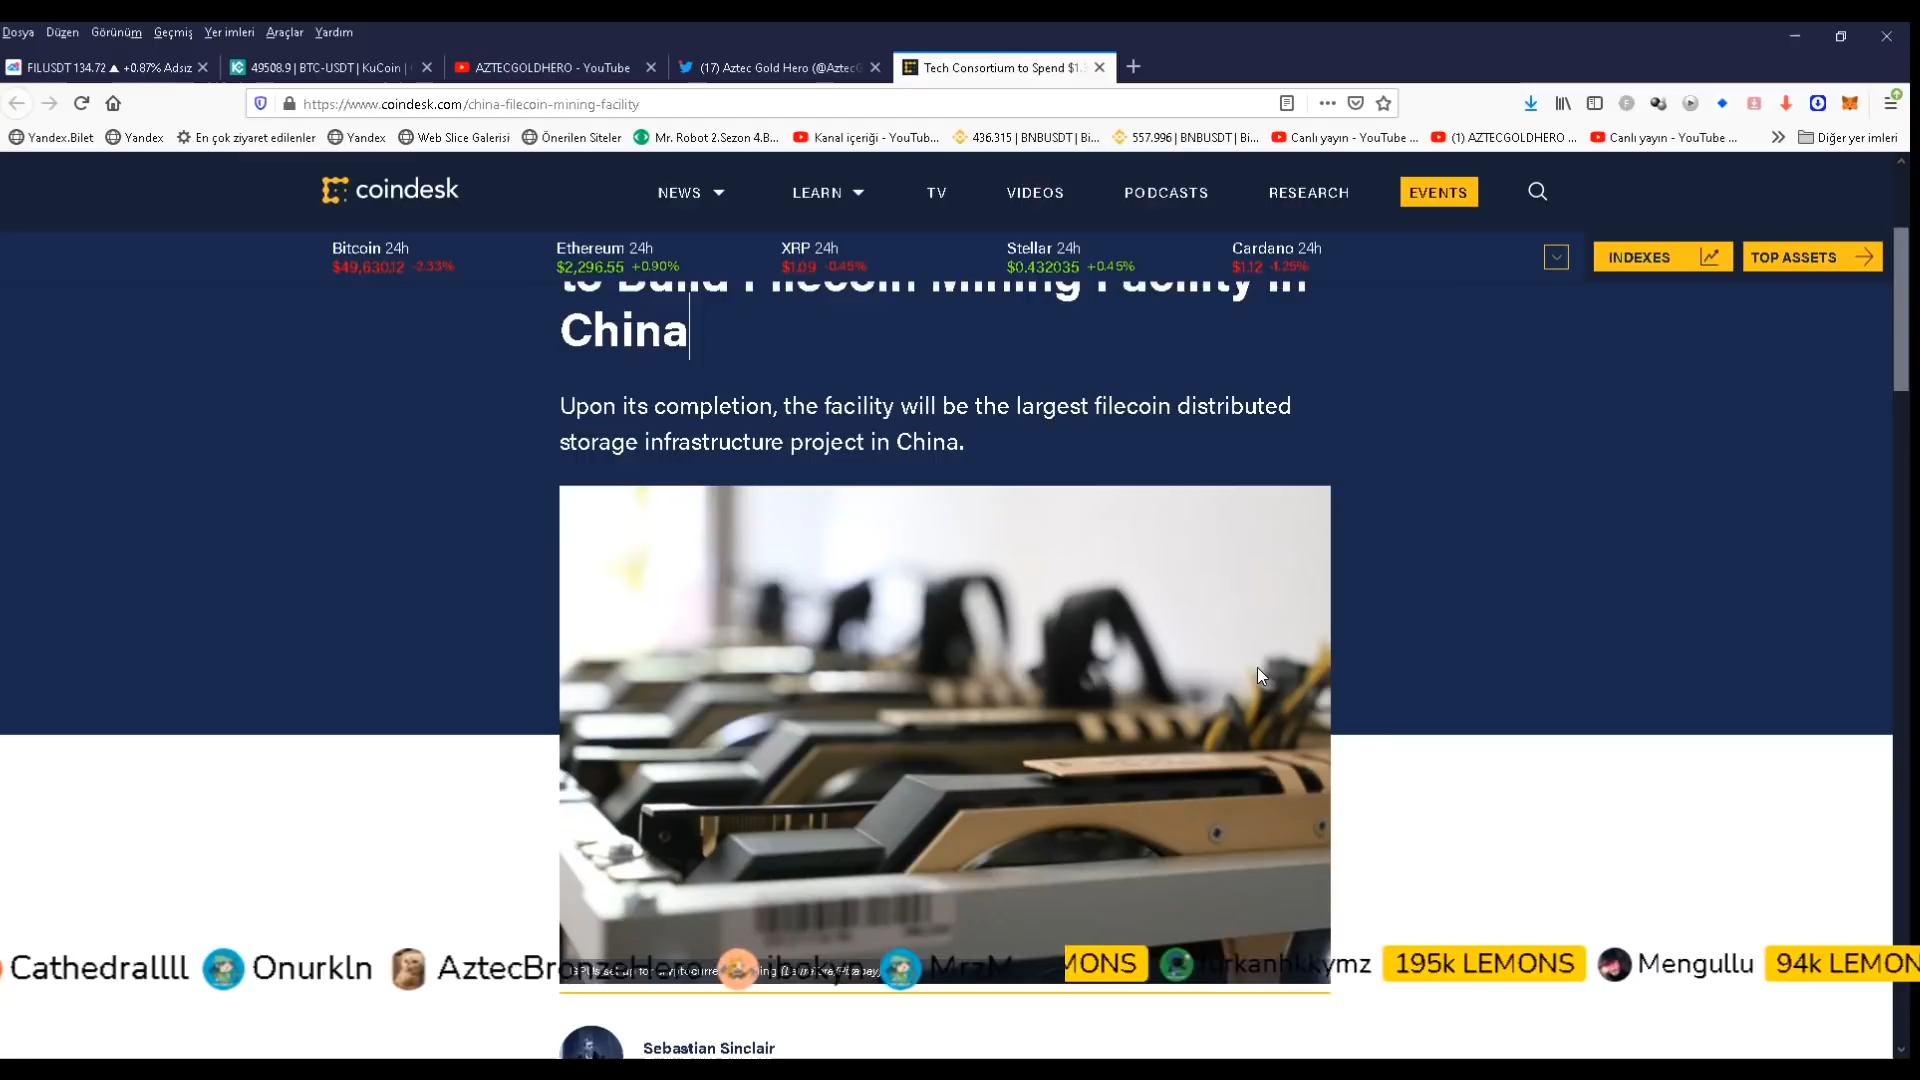 Dosya Düzen Görünüm Geçmiş Yer imleri Araçlar Yardım
FILUSDT 134.72 ▲ +0.87% Adsız
49508.9 | BTC-USDT | KuCoin |
AZTECGOLDHERO - YouTube
(17) Aztec Gold Hero (@AztecG
Tech Consortium to Spend $1.
https://www.coindesk.com/china-filecoin-mining-facility
Yandex.Bilet Yandex En çok ziyaret edilenler Yandex Web Slice Galerisi Önerilen Siteler Mr. Robot 2.Sezon 4.B... Kanal içeriği - YouTub... 436.315 | BNBUSDT | Bi... 557.996 | BNBUSDT | Bi... Canlı yayın - YouTube ... (1) AZTECGOLDHERO ... Canlı yayın - YouTube ... Diğer yer imleri
coindesk NEWS LEARN TV VIDEOS PODCASTS RESEARCH EVENTS
Bitcoin 24h Ethereum 24h XRP 24h Stellar 24h Cardano 24h
$49,630.12 -2.33% $2,296.55 +0.90% $1.09 -0.45% $0.432035 +0.45% $1.12 -1.25%
INDEXES TOP ASSETS
to Build Filecoin Mining Facility in
China
Upon its completion, the facility will be the largest filecoin distributed
storage infrastructure project in China.
Cathedrallll Onurkln AztecBronzeHero ibokyn MrzM MONS furkanhkkymz 195k LEMONS Mengullu 94k LEMON
GPUs set up for
Sebastian Sinclair